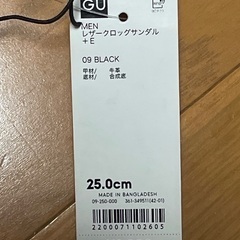 GU
MEN
レザークロッグサンダル
+E
09 BLACK
甲材/ 牛革
底材/ 合成底
25.0cm
MADE IN BANGLADESH
09-250-000 361-349511(42-01)
2200071102605